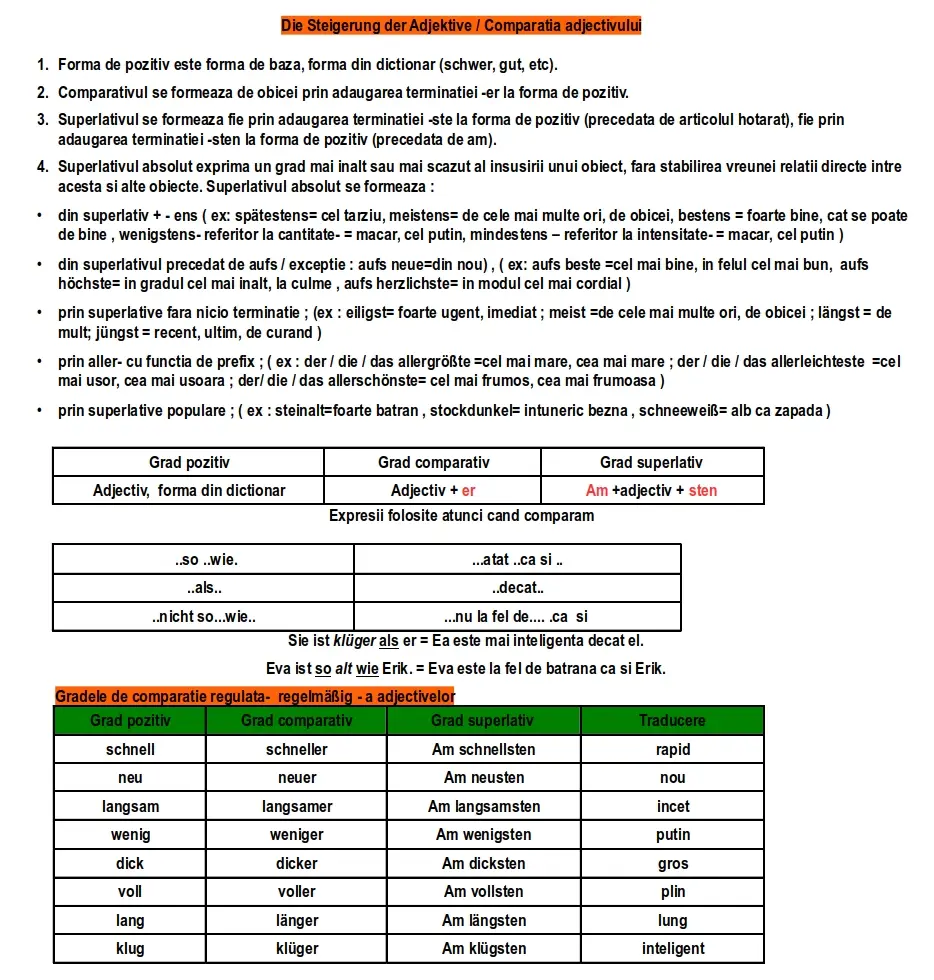 Die Steigerung der Adjektive / Comparatia adjectivului
1. Forma de pozitiv este forma de baza, forma din dictionar (schwer, gut, etc).
2. Comparativul se formeaza de obicei prin adaugarea terminatiei -er la forma de pozitiv.
3. Superlativul se formeaza fie prin adaugarea terminatiei -ste la forma de pozitiv (precedata de articolul hotarat), fie prin
adaugarea terminatiei -sten la forma de pozitiv (precedata de am).
4. Superlativul absolut exprima un grad mai inalt sau mai scazut al insusirii unui obiect, fara stabilirea vreunei relatii directe intre
acesta si alte obiecte. Superlativul absolut se formeaza :
• din superlativ + - ens ( ex: spätestens= cel tarziu, meistens= de cele mai multe ori, de obicei, bestens = foarte bine, cat se poate
de bine , wenigstens- referitor la cantitate- = macar, cel putin, mindestens – referitor la intensitate- = macar, cel putin )
• din superlativul precedat de aufs / exceptie : aufs neue=din nou) , ( ex: aufs beste =cel mai bine, in felul cel mai bun, aufs
höchste= in gradul cel mai inalt, la culme , aufs herzlichste= in modul cel mai cordial )
• prin superlative fara nicio terminatie ; (ex : eiligst= foarte ugent, imediat ; meist =de cele mai multe ori, de obicei ; längst = de
mult; jüngst = recent, ultim, de curand )
• prin aller- cu functia de prefix ; ( ex : der / die / das allergrößte =cel mai mare, cea mai mare ; der / die / das allerleichteste =cel
mai usor, cea mai usoara ; der/ die / das allerschönste= cel mai frumos, cea mai frumoasa )
• prin superlative populare ; ( ex : steinalt=foarte batran , stockdunkel= intuneric bezna , schneeweiß= alb ca zapada )
Grad pozitiv Grad comparativ Grad superlativ
Adjectiv, forma din dictionar Adjectiv + er Am +adjectiv + sten
Expresii folosite atunci cand comparam
..so ..wie. ...atat ..ca si ..
..als.. ..decat..
..nicht so...wie.. ...nu la fel de.... .ca si
Sie ist klüger als er = Ea este mai inteligenta decat el.
Eva ist so alt wie Erik. = Eva este la fel de batrana ca si Erik.
Gradele de comparatie regulata- regelmäßig - a adjectivelor
Grad pozitiv Grad comparativ Grad superlativ Traducere
schnell schneller Am schnellsten rapid
neu neuer Am neusten nou
langsam langsamer Am langsamsten incet
wenig weniger Am wenigsten putin
dick dicker Am dicksten gros
voll voller Am vollsten plin
lang länger Am längsten lung
klug klüger Am klügsten inteligent